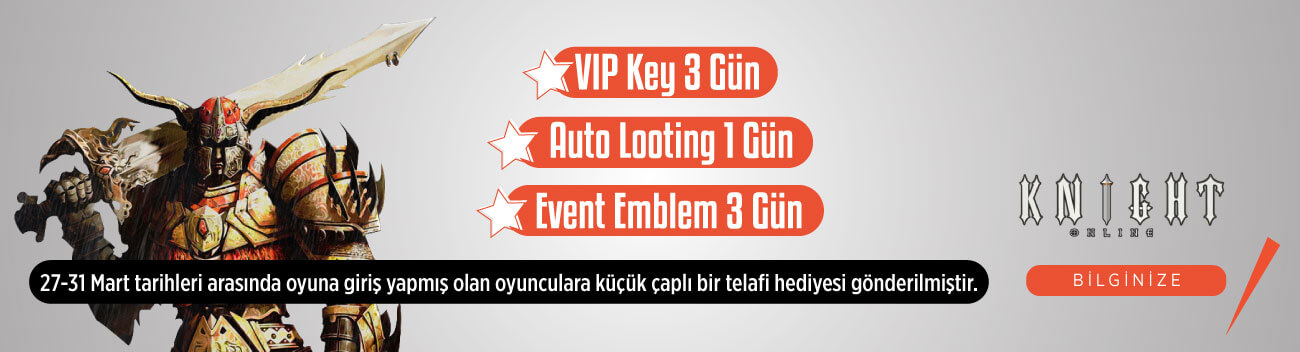 VIP Key 3 Gün
Auto Looting 1 Gün
Event Emblem 3 Gün
KNIGHT
ONLINE
27-31 Mart tarihleri arasında oyuna giriş yapmış olan oyunculara küçük çaplı bir telafi hediyesi gönderilmiştir.
BİLGİNİZE